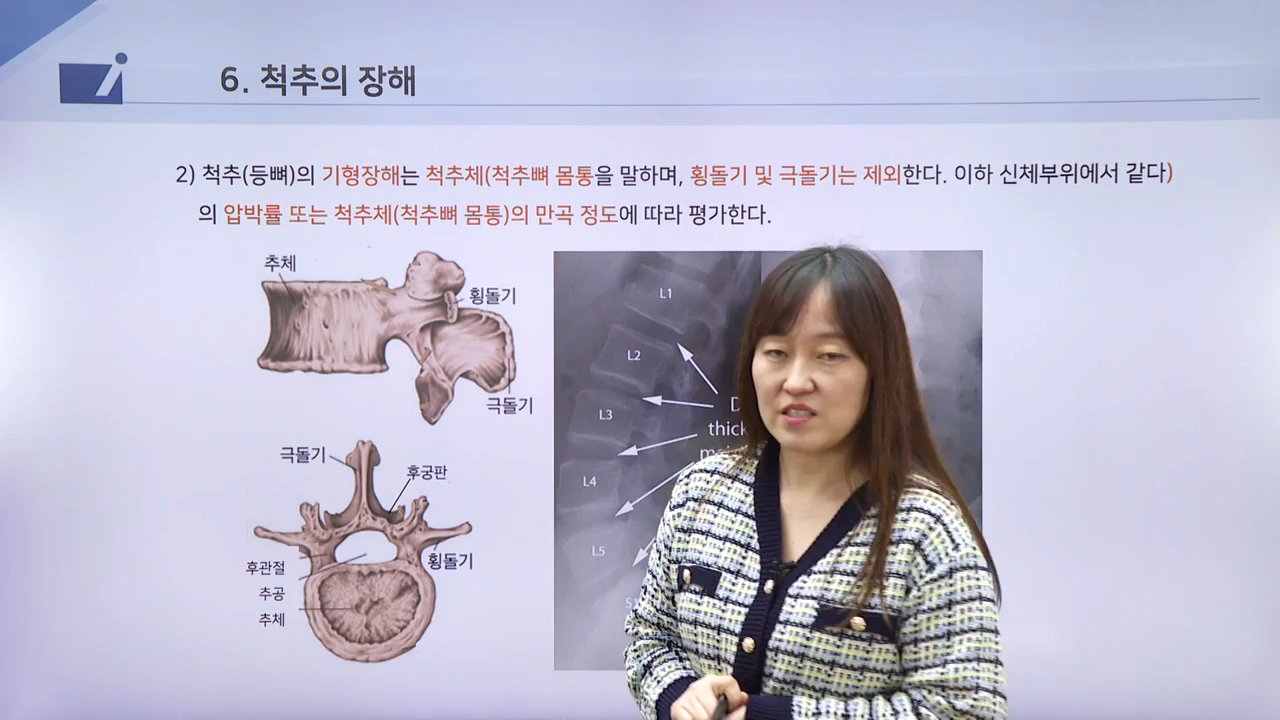 6. 척추의 장해
2) 척추(등뼈)의 기형장해는 척추체(척추뼈 몸통을 말하며, 횡돌기 및 극돌기는 제외한다. 이하 신체부위에서 같다)
의 압박률 또는 척추체(척추뼈 몸통)의 만곡 정도에 따라 평가한다.
추체
횡돌기
극돌기
극돌기
후궁판
횡돌기
후관절
추공
추체
L1
L2
L3
L4
L5